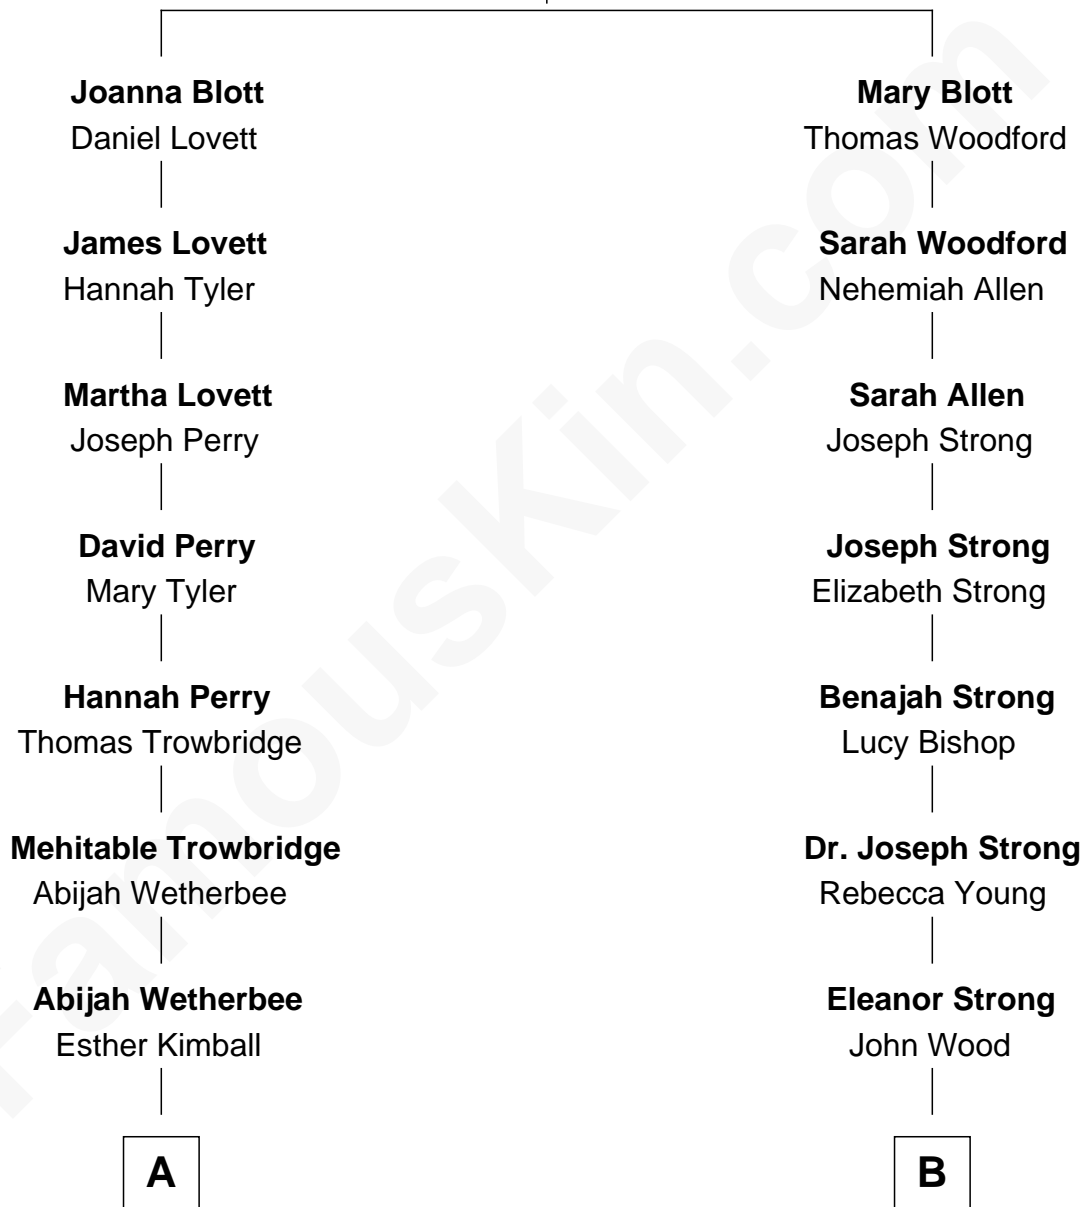 Joanna Blott
Daniel Lovett
James Lovett
Hannah Tyler
Martha Lovett
Joseph Perry
David Perry
Mary Tyler
Hannah Perry
Thomas Trowbridge
Mehitable Trowbridge
Abijah Wetherbee
Abijah Wetherbee
Esther Kimball
A
Mary Blott
Thomas Woodford
Sarah Woodford
Nehemiah Allen
Sarah Allen
Joseph Strong
Joseph Strong
Elizabeth Strong
Benajah Strong
Lucy Bishop
Dr. Joseph Strong
Rebecca Young
Eleanor Strong
John Wood
B
FamousKin.com